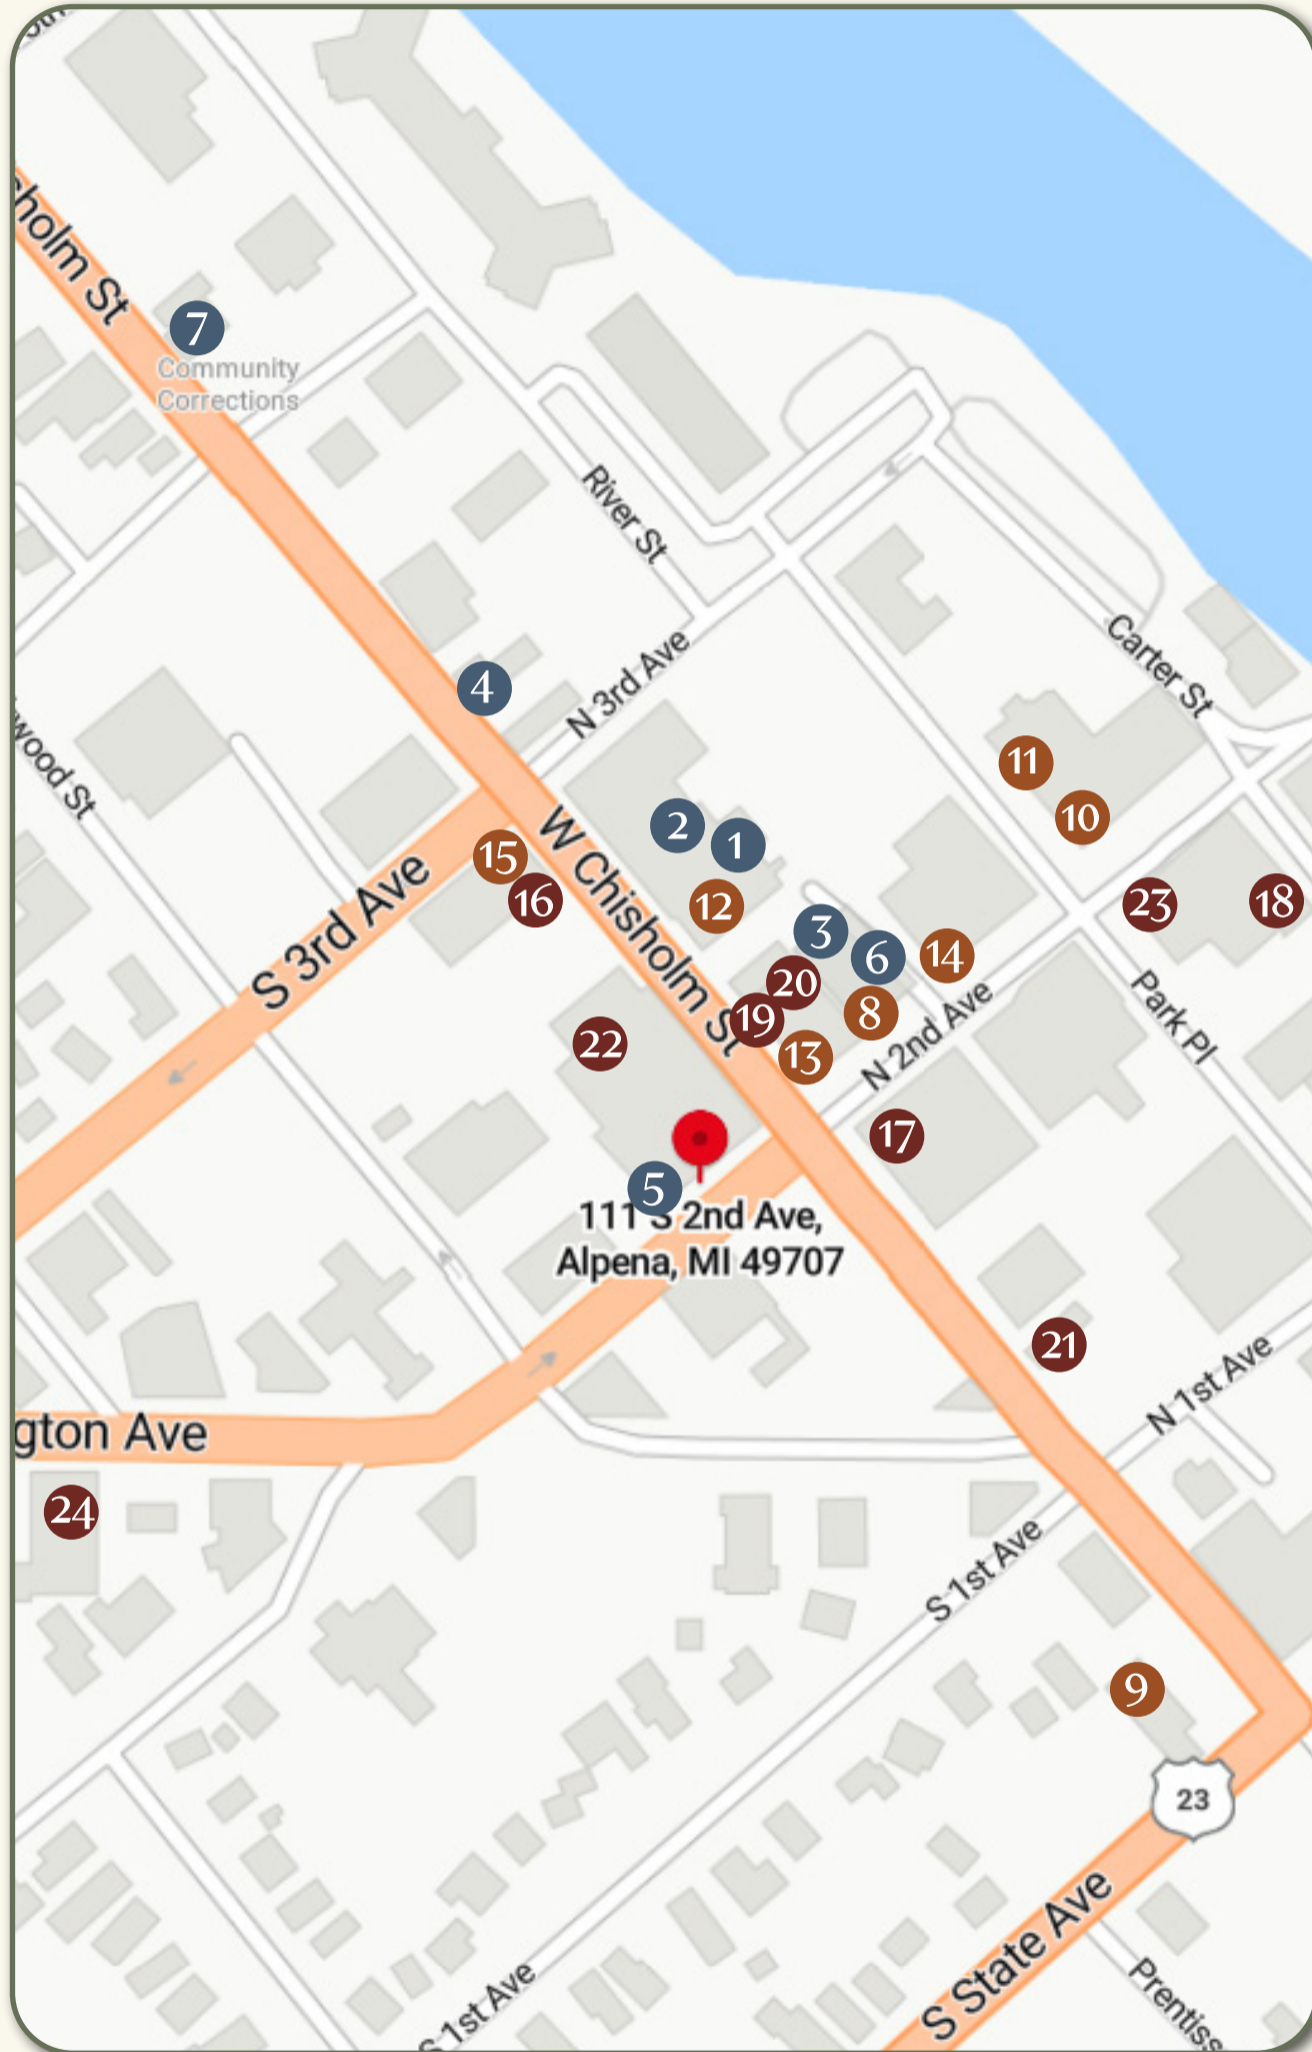 sholm St
7
Community
Corrections
River St
Carter St
4
N 3rd Ave
wood St
11
10
2
1
15
W Chisholm St
16
12
S 3rd Ave
23
18
3
6
14
20
19
8
13
22
N 2nd Ave
Park Pl
17
5
111 S 2nd Ave,
Alpena, MI 49707
21
N 1st Ave
gton Ave
24
S 1st Ave
9
23
S State Ave
S 1st Ave
Prentiss